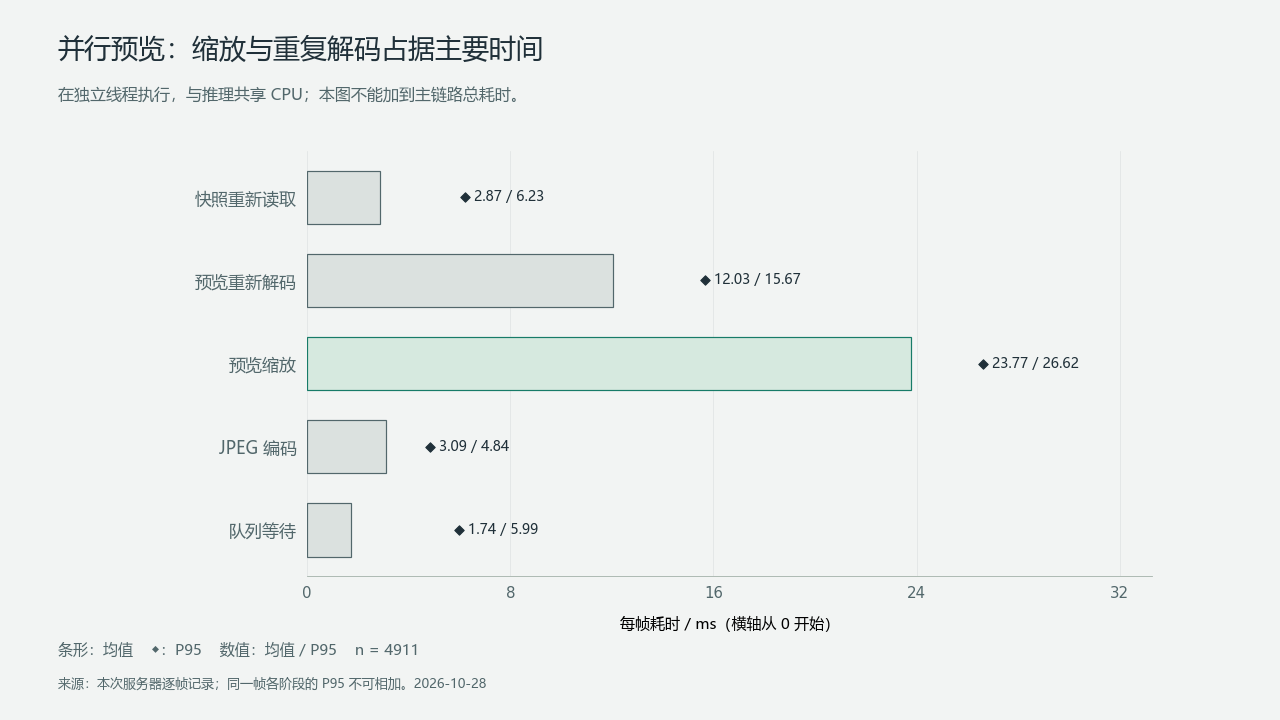 并行预览：缩放与重复解码占据主要时间
在独立线程执行，与推理共享 CPU；本图不能加到主链路总耗时。
快照重新读取
◆ 2.87 / 6.23
预览重新解码
◆ 12.03 / 15.67
预览缩放
◆ 23.77 / 26.62
JPEG 编码
◆ 3.09 / 4.84
队列等待
◆ 1.74 / 5.99
0 8 16 24 32
每帧耗时 / ms（横轴从 0 开始）
条形：均值 ◆：P95 数值：均值 / P95 n = 4911
来源：本次服务器逐帧记录；同一帧各阶段的 P95 不可相加。2026-10-28